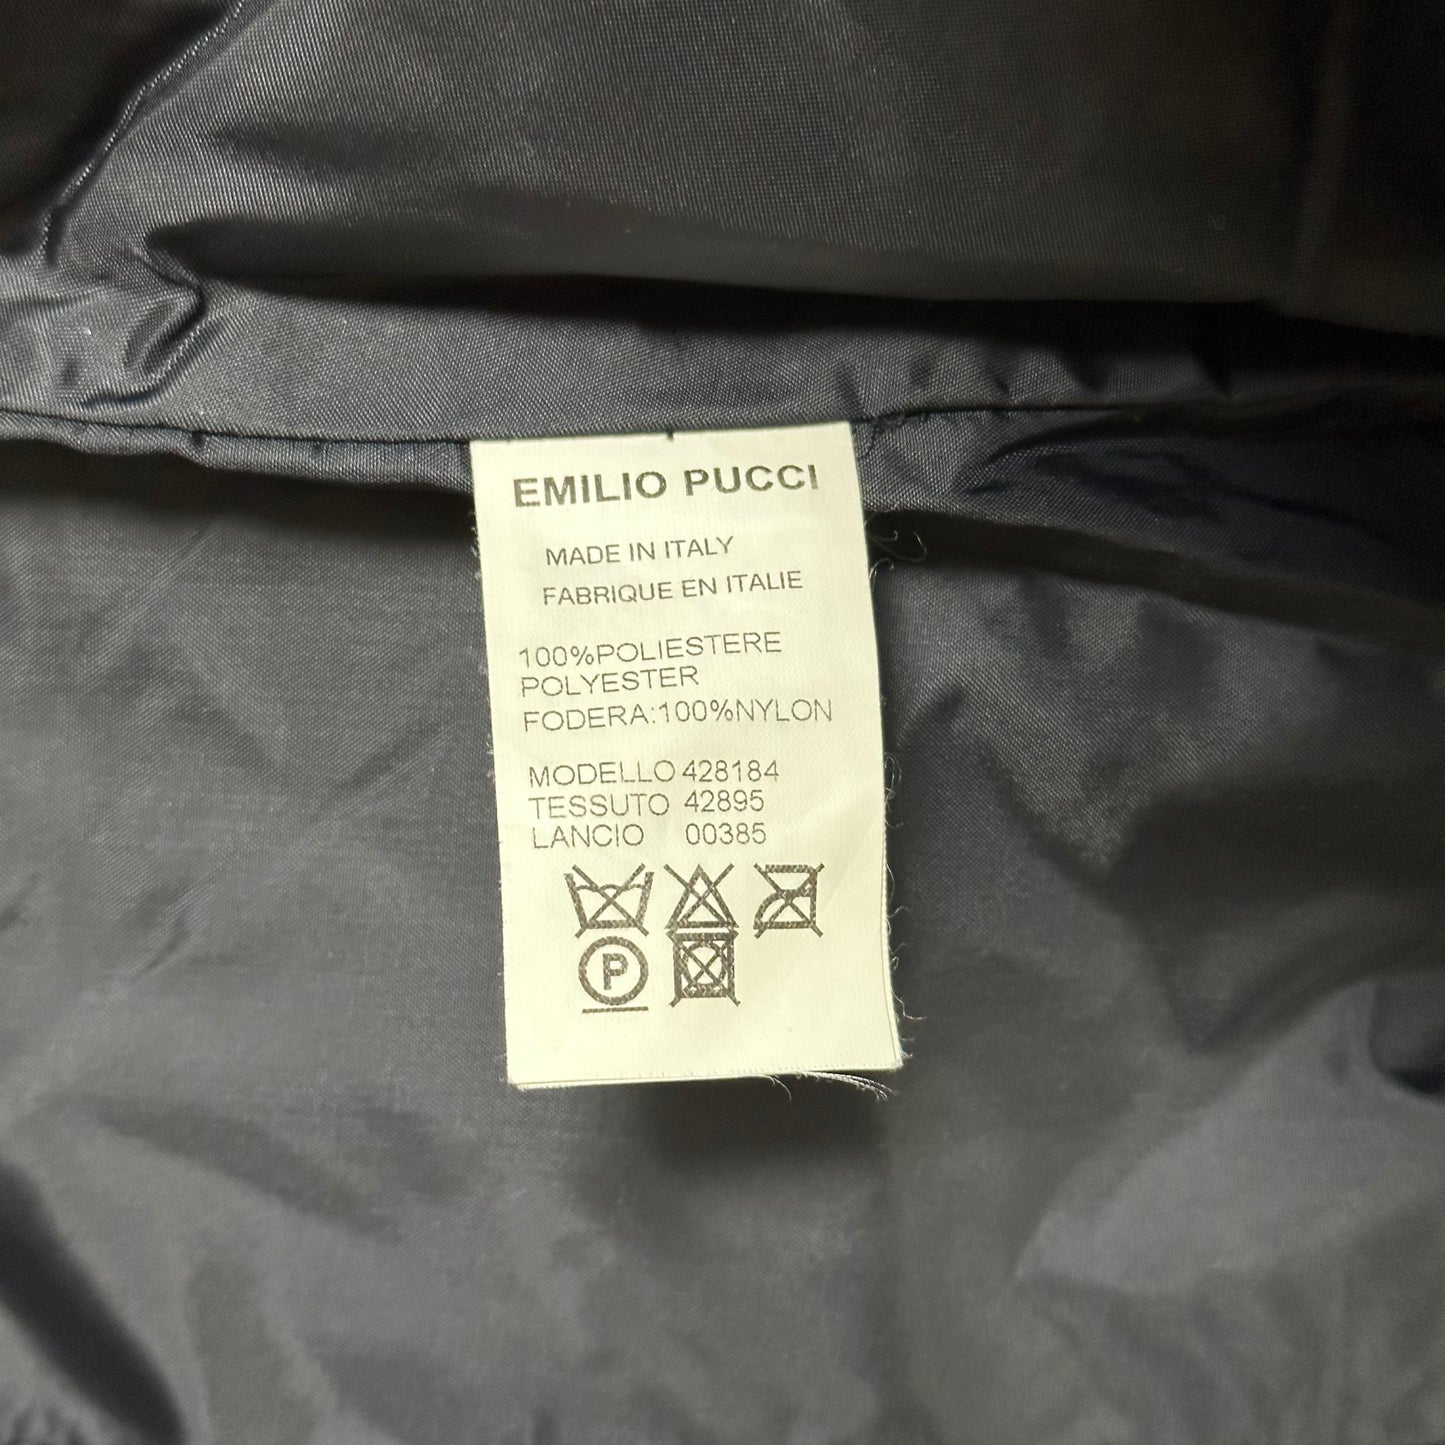 EMILIO PUCCI
MADE IN ITALY
FABRIQUE EN ITALIE
100%POLIESTERE
POLYESTER
FODERA:100%NYLON
MODELLO 428184
TESSUTO 42895
LANCIO 00385
P